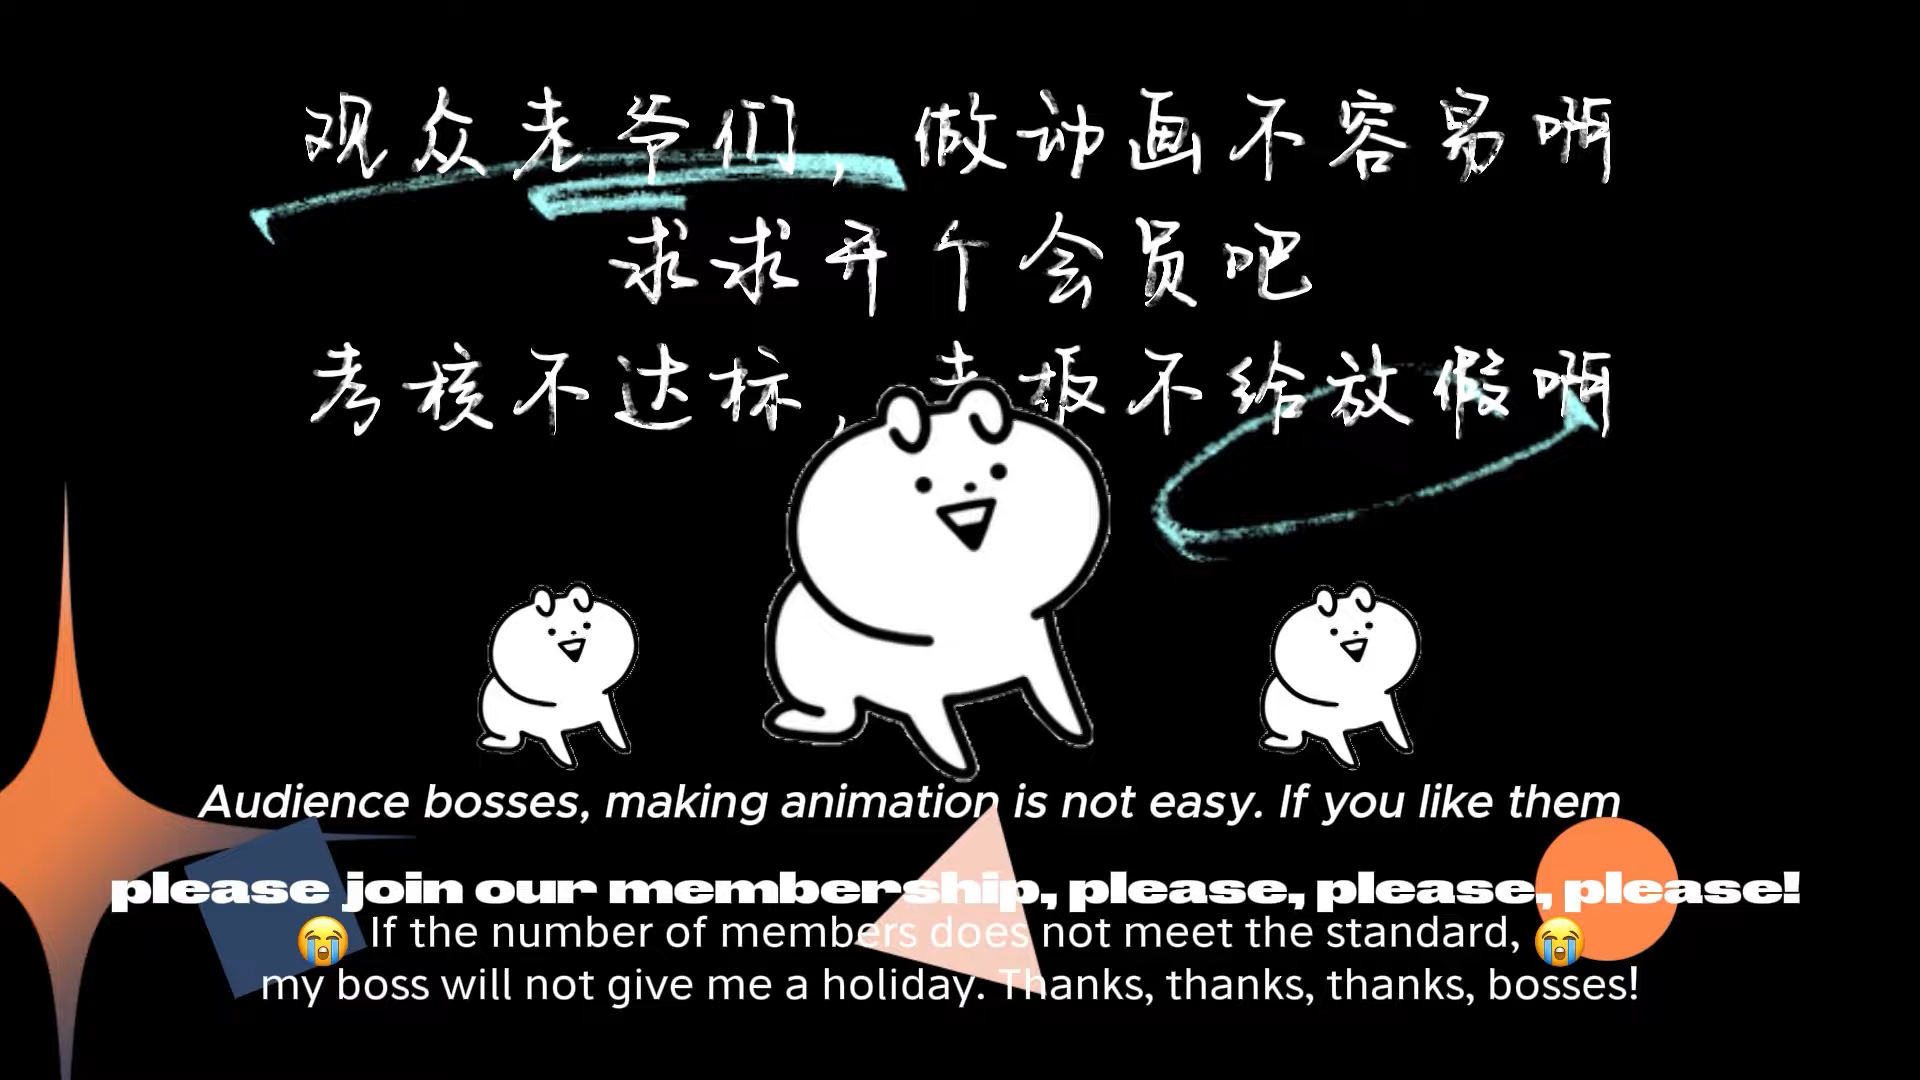 观众老爷们，做动画不容易啊
求求开个会员吧
考核不达标，老板不给放假啊
Audience bosses, making animation is not easy. If you like them
please join our membership, please, please, please!
😭 If the number of members does not meet the standard, 😭
my boss will not give me a holiday. Thanks, thanks, thanks, bosses!